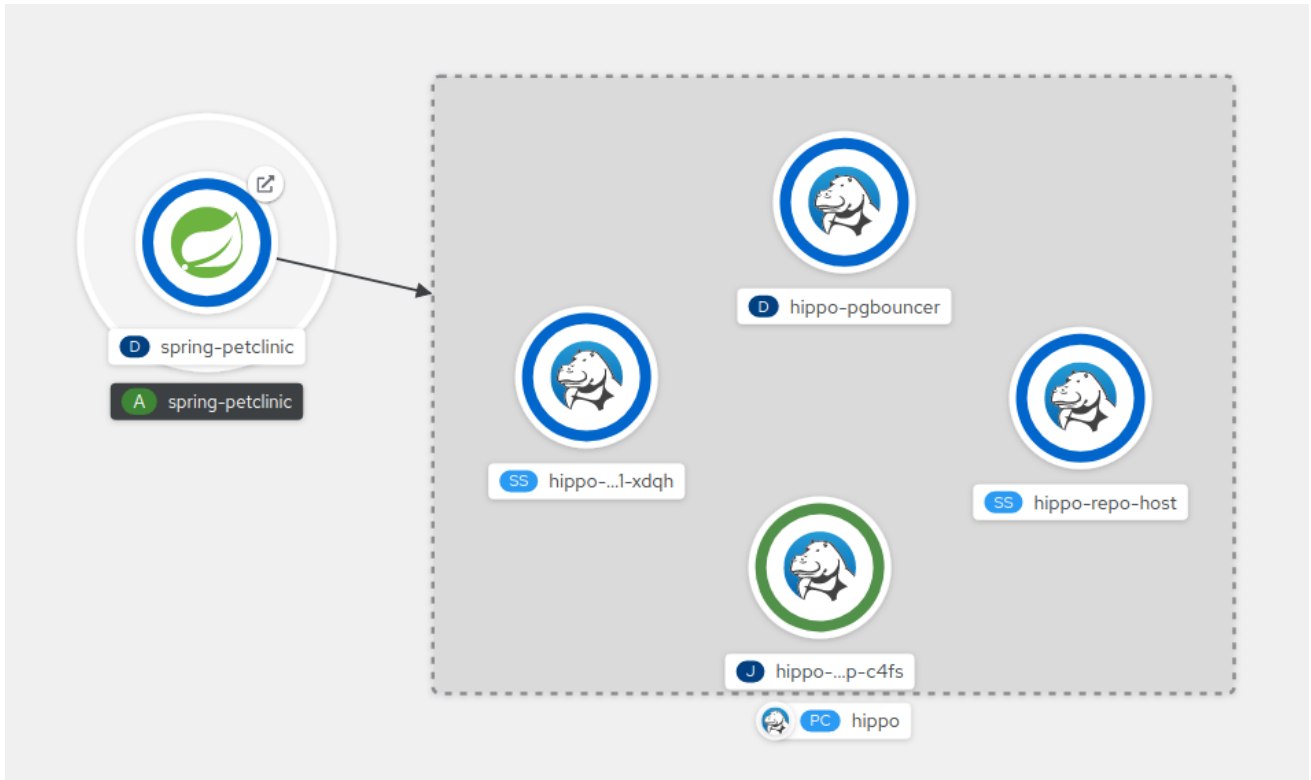 D spring-petclinic
A spring-petclinic
D hippo-pgbouncer
SS hippo-...1-xdqh
SS hippo-repo-host
J hippo-...p-c4fs
PC hippo